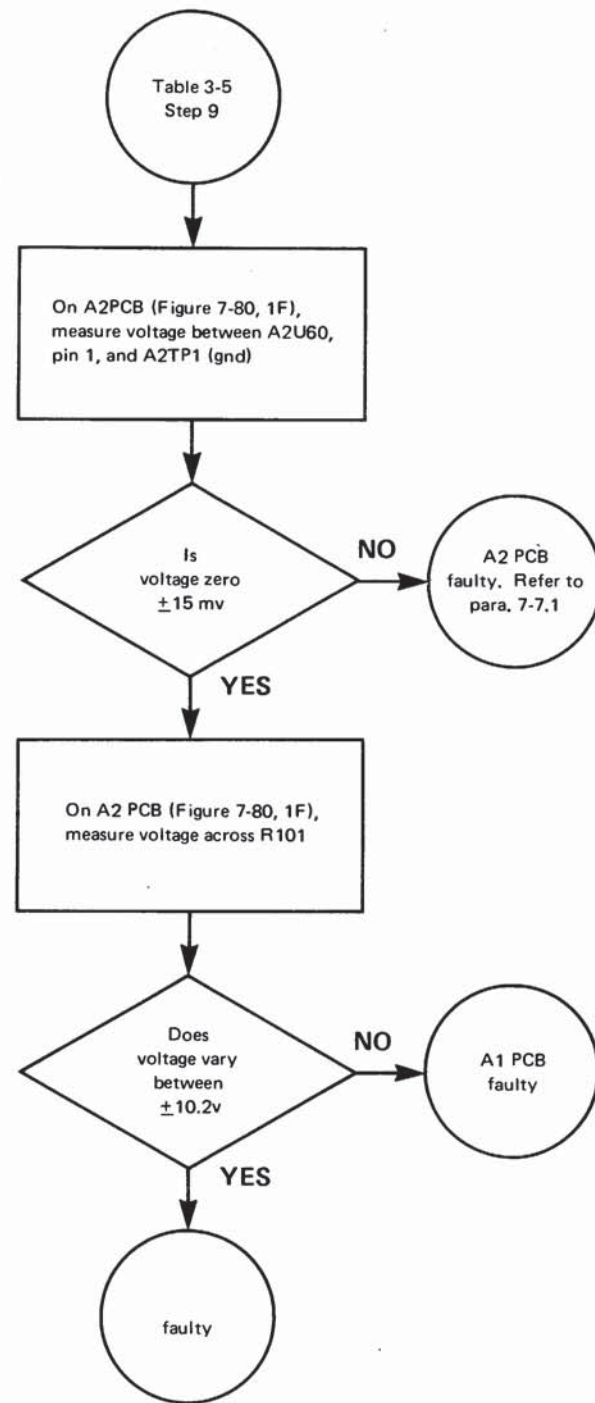 Table 3-5
Step 9
On A2PCB (Figure 7-80, 1F),
measure voltage between A2U60,
pin 1, and A2TP1 (gnd)
Is
voltage zero
±15 mv
NO
A2 PCB
faulty. Refer to
para. 7-7.1
YES
On A2 PCB (Figure 7-80, 1F),
measure voltage across R101
Does
voltage vary
between
±10.2v
NO
A1 PCB
faulty
YES
faulty